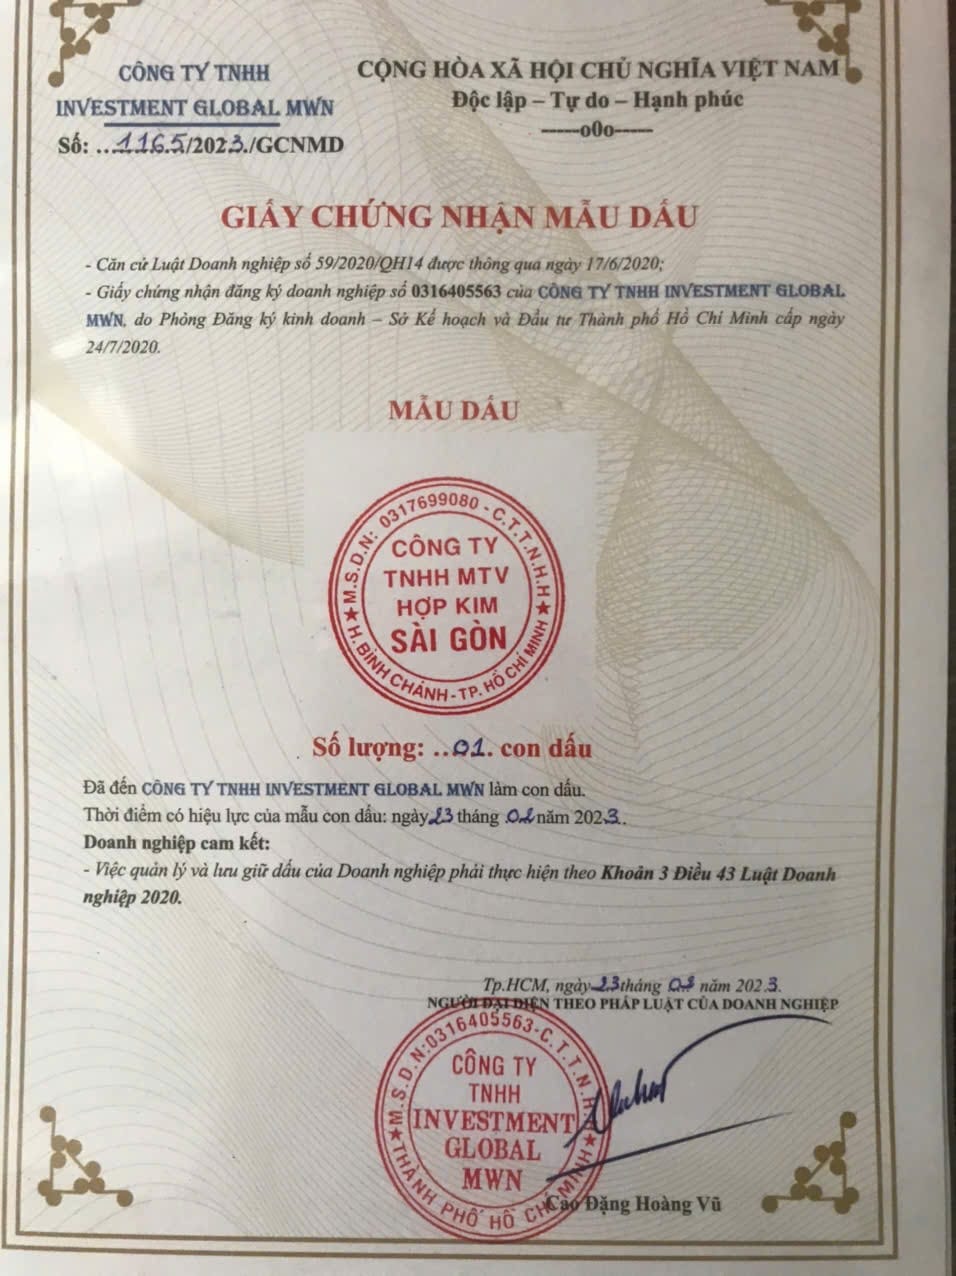 CÔNG TY TNHH
INVESTMENT GLOBAL MWN
Số: ...1165/2023./GCNMD
CỘNG HÒA XÃ HỘI CHỦ NGHĨA VIỆT NAM
Độc lập – Tự do – Hạnh phúc
-----o0o-----
GIẤY CHỨNG NHẬN MẪU DẤU
- Căn cứ Luật Doanh nghiệp số 59/2020/QH14 được thông qua ngày 17/6/2020;
- Giấy chứng nhận đăng ký doanh nghiệp số 0316405563 của CÔNG TY TNHH INVESTMENT GLOBAL
MWN, do Phòng Đăng ký kinh doanh – Sở Kế hoạch và Đầu tư Thành phố Hồ Chí Minh cấp ngày
24/7/2020.
MẪU DẤU
M.S.D.N: 0317699080 - C.T.T.N.H.H
CÔNG TY
TNHH MTV
HỢP KIM
SÀI GÒN
H. BÌNH CHÁNH - TP. HỒ CHÍ MINH
Số lượng: ..01. con dấu
Đã đến CÔNG TY TNHH INVESTMENT GLOBAL MWN làm con dấu.
Thời điểm có hiệu lực của mẫu con dấu: ngày 23 tháng 02 năm 2023.
Doanh nghiệp cam kết:
- Việc quản lý và lưu giữ dấu của Doanh nghiệp phải thực hiện theo Khoản 3 Điều 43 Luật Doanh
nghiệp 2020.
Tp.HCM, ngày 23 tháng 02 năm 2023.
NGƯỜI ĐẠI DIỆN THEO PHÁP LUẬT CỦA DOANH NGHIỆP
M.S.D.N: 0316405563 - C.T.T.N.H.H
CÔNG TY
TNHH
INVESTMENT
GLOBAL
MWN
THÀNH PHỐ HỒ CHÍ MINH
Cao Đặng Hoàng Vũ